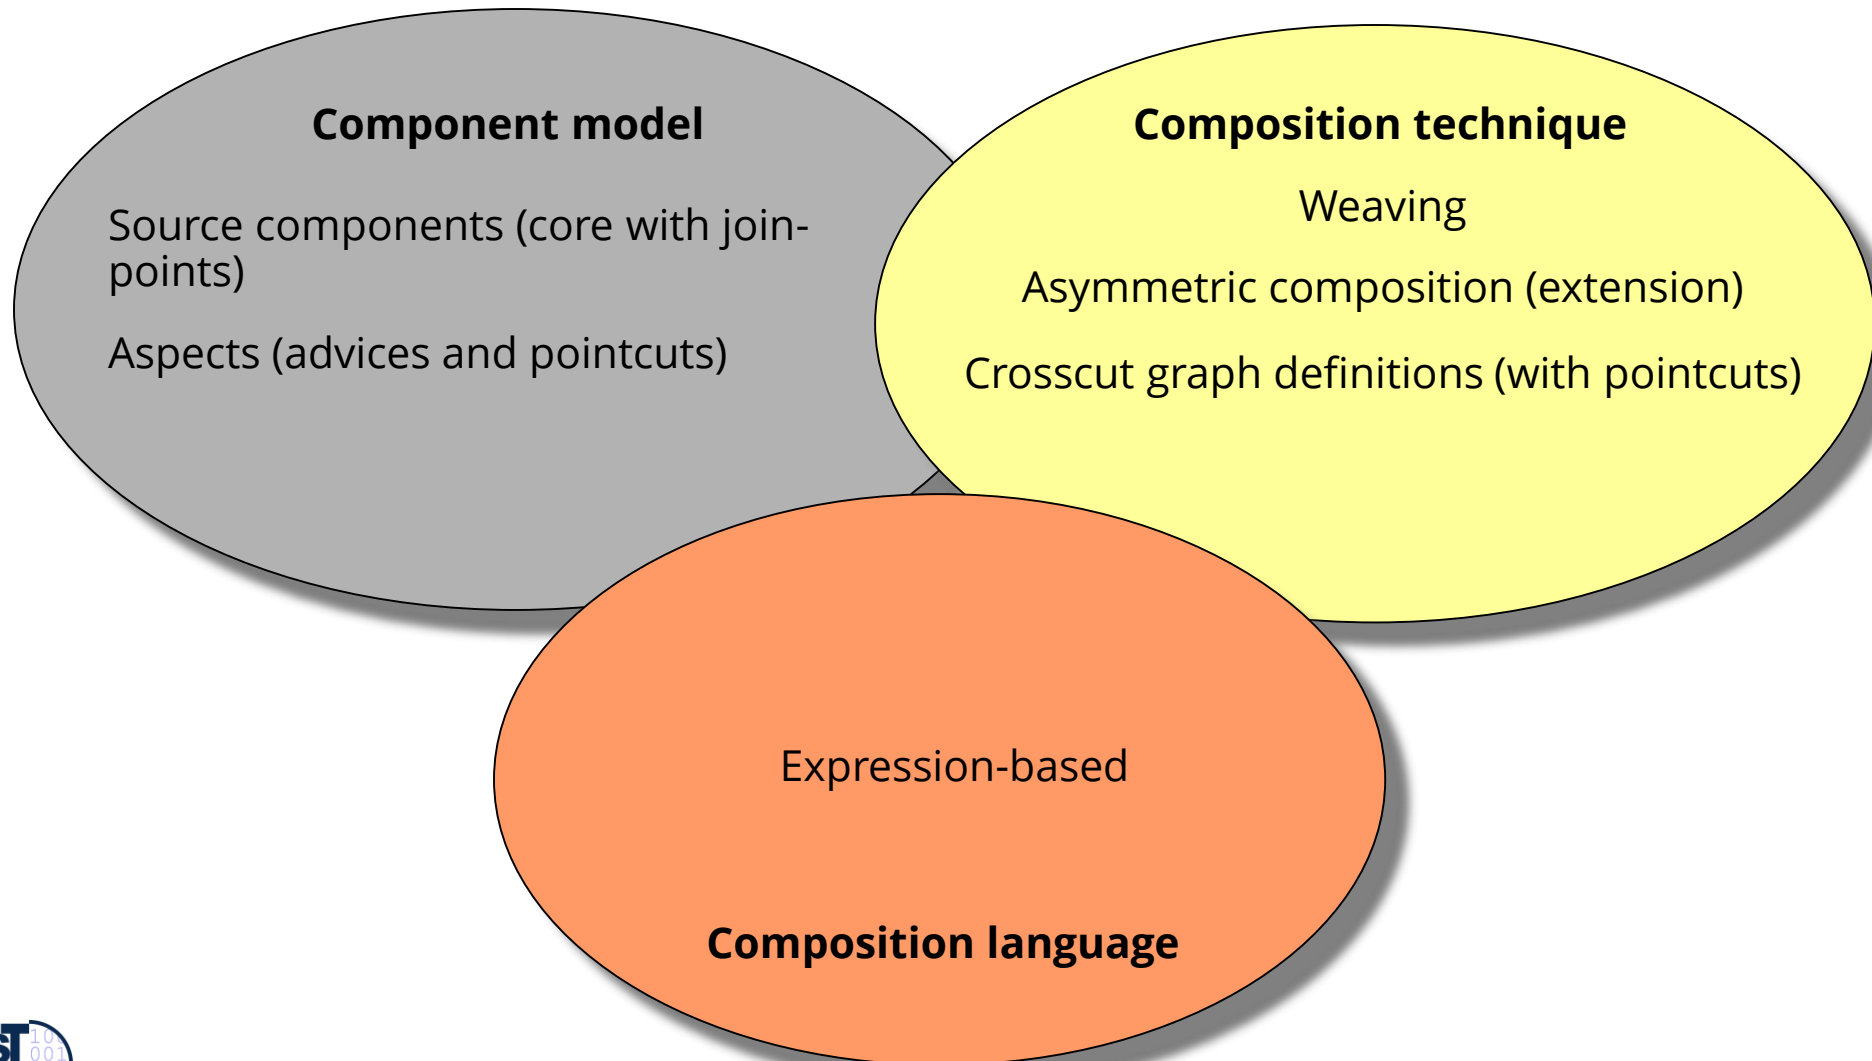 Component model
Source components (core with join-
points)
Aspects (advices and pointcuts)
Composition technique
Weaving
Asymmetric composition (extension)
Crosscut graph definitions (with pointcuts)
Expression-based
Composition language